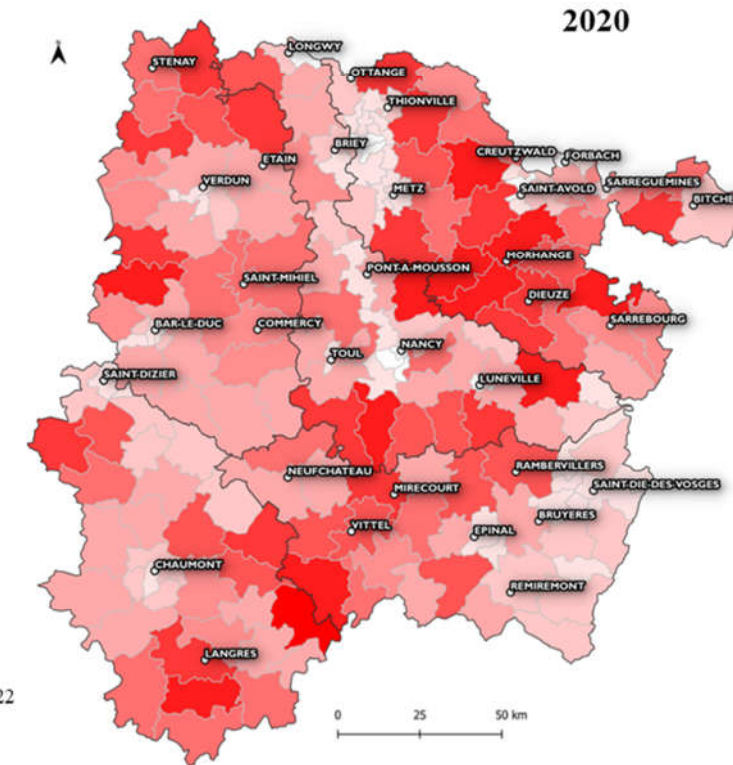 2020
LONGWY
STENAY
OTTANGE
THIONVILLE
BRIEY
CREUTZWALD
FORBACH
ETAIN
VERDUN
METZ
SAINT-AVOLD
SARREGUEMINES
BITCHE
MORHANGE
PONT-A-MOUSSON
SAINT-MIHIEL
DIEUZE
BAR-LE-DUC
COMMERCY
SARREBOURG
NANCY
TOUL
SAINT-DIZIER
LUNEVILLE
NEUFCHATEAU
RAMBERVILLERS
MIRECOURT
SAINT-DIE-DES-VOSGES
VITTEL
BRUYERES
EPINAL
CHAUMONT
REMIREMONT
LANGRES
22
0 25 50 km